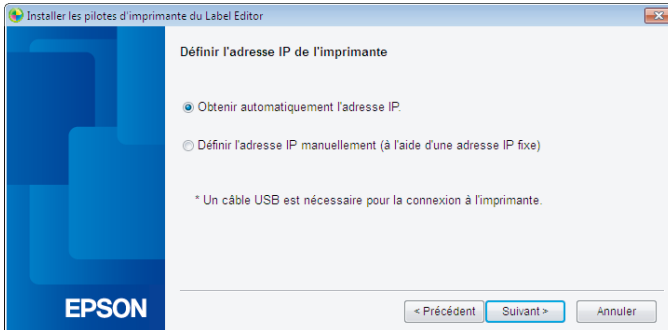 Installer les pilotes d'imprimante du Label Editor
Définir l'adresse IP de l'imprimante
Obtenir automatiquement l'adresse IP.
Définir l'adresse IP manuellement (à l'aide d'une adresse IP fixe)
* Un câble USB est nécessaire pour la connexion à l'imprimante.
EPSON
< Précédent Suivant > Annuler